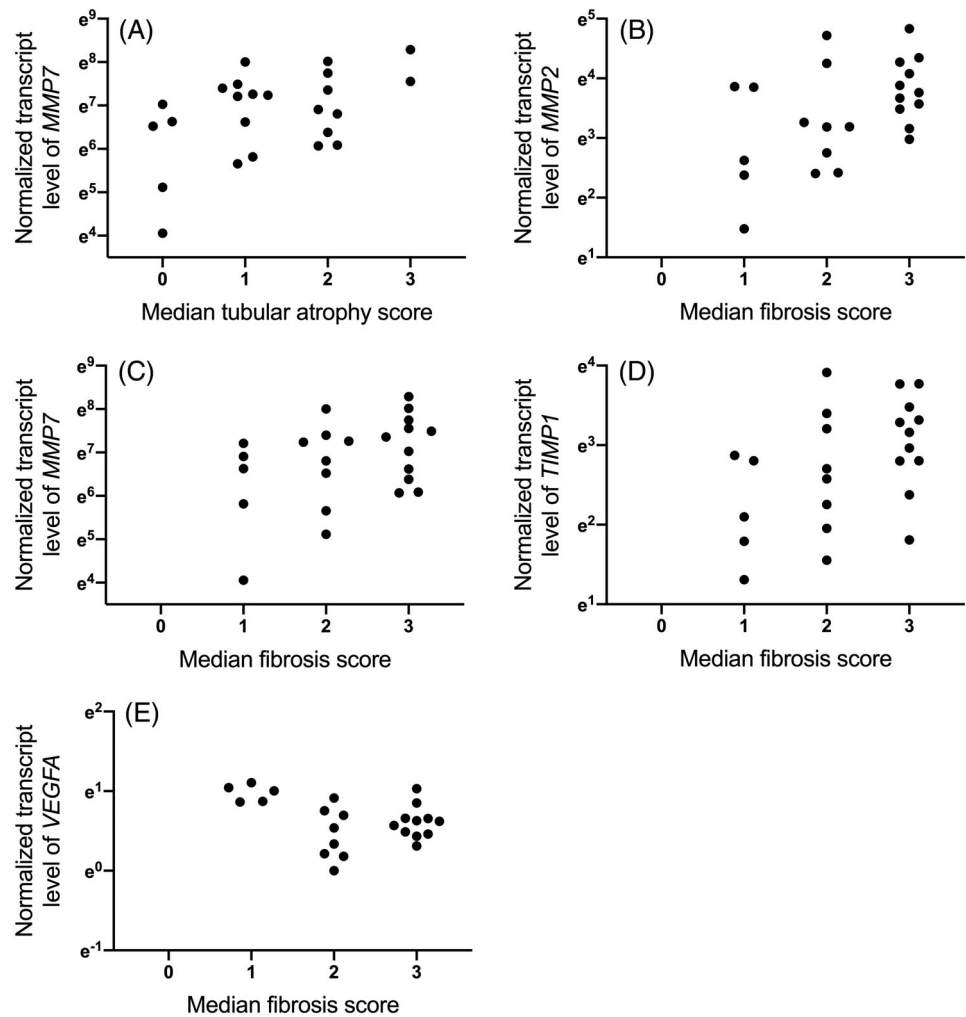 (A)
Normalized transcript
level of MMP7
e⁹
e⁸
e⁷
e⁶
e⁵
e⁴
0 1 2 3
Median tubular atrophy score
(B)
Normalized transcript
level of MMP2
e⁵
e⁴
e³
e²
e¹
0 1 2 3
Median fibrosis score
(C)
Normalized transcript
level of MMP7
e⁹
e⁸
e⁷
e⁶
e⁵
e⁴
0 1 2 3
Median fibrosis score
(D)
Normalized transcript
level of TIMP1
e⁴
e³
e²
e¹
0 1 2 3
Median fibrosis score
(E)
Normalized transcript
level of VEGFA
e²
e¹
e⁰
e⁻¹
0 1 2 3
Median fibrosis score